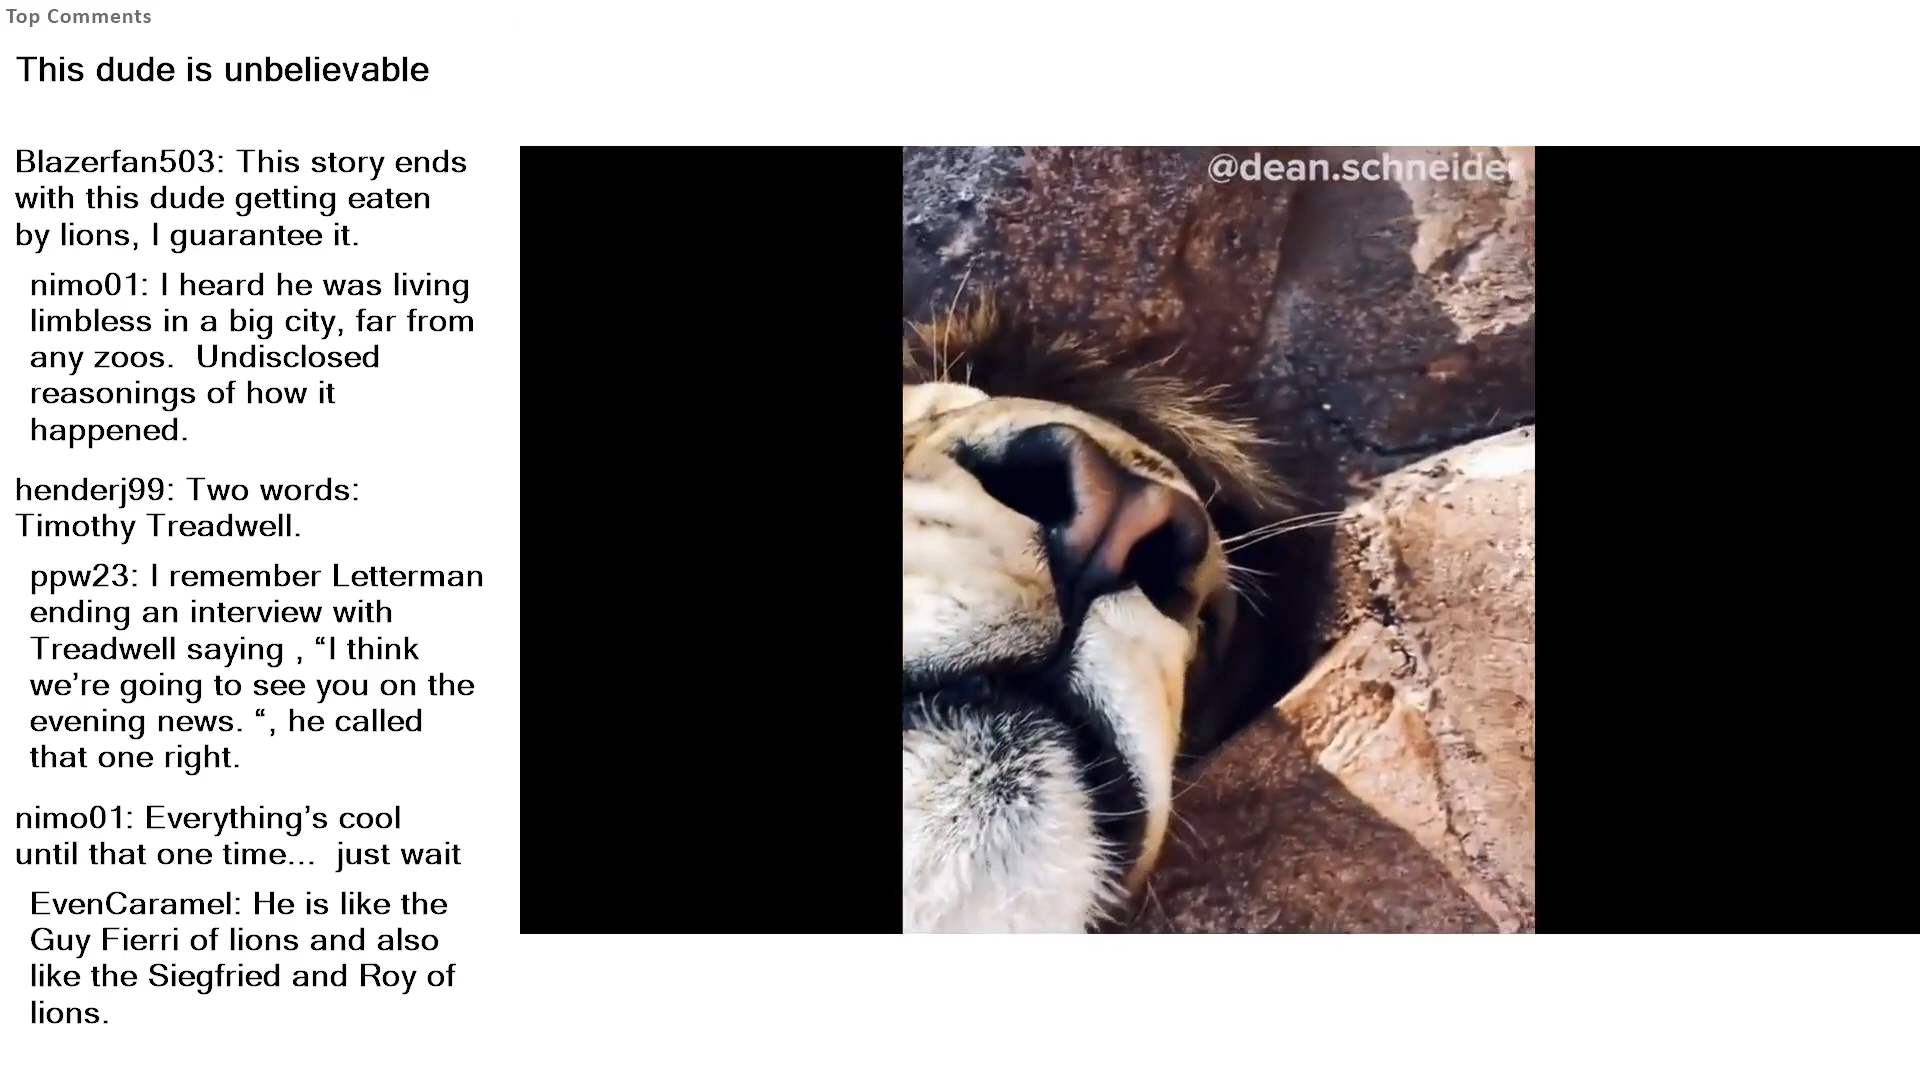 Top Comments
This dude is unbelievable
Blazerfan503: This story ends
with this dude getting eaten
by lions, I guarantee it.
nimo01: I heard he was living
limbless in a big city, far from
any zoos.  Undisclosed
reasonings of how it
happened.
henderj99: Two words:
Timothy Treadwell.
ppw23: I remember Letterman
ending an interview with
Treadwell saying , “I think
we’re going to see you on the
evening news. “, he called
that one right.
nimo01: Everything’s cool
until that one time...  just wait
EvenCaramel: He is like the
Guy Fierri of lions and also
like the Siegfried and Roy of
lions.
@dean.schneider